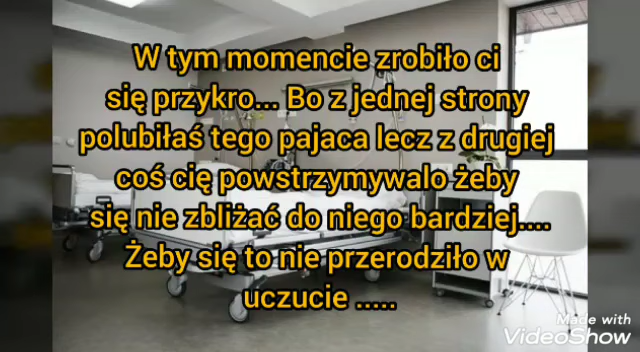 W tym momencie zrobiło ci
się przykro... Bo z jednej strony
polubiłaś tego pajaca lecz z drugiej
coś cię powstrzymywalo żeby
się nie zbliżać do niego bardziej....
Żeby się to nie przerodziło w
uczucie .....
Made with
VideoShow